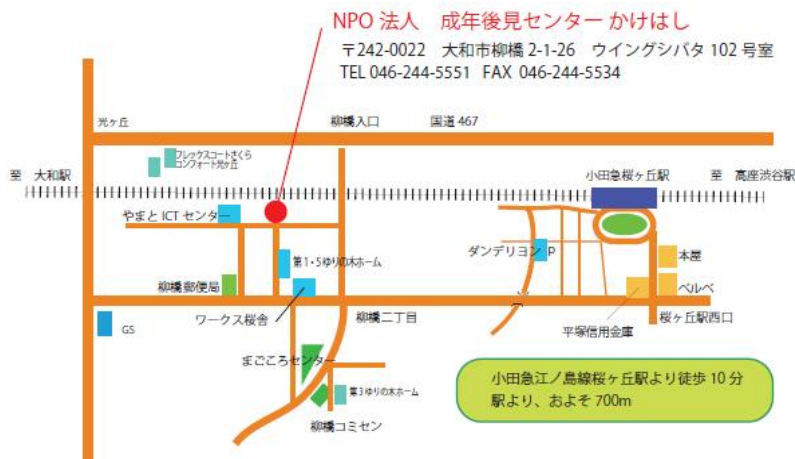 NPO 法人　成年後見センター かけはし
〒242-0022　大和市柳橋 2-1-26　ウイングシバタ 102 号室
TEL 046-244-5551　FAX 046-244-5534
光ヶ丘
柳橋入口
国道 467
フレックスコートさくら
コンフォート光ヶ丘
至　大和駅
小田急桜ヶ丘駅
至　高座渋谷駅
やまと ICT センター
第1・5ゆりの木ホーム
ダンデリヨン P
本屋
柳橋郵便局
ベルベ
ワークス桜舎
柳橋二丁目
平塚信用金庫
桜ヶ丘駅西口
GS
まごころセンター
第3ゆりの木ホーム
柳橋コミセン
小田急江ノ島線桜ヶ丘駅より徒歩 10 分
駅より、およそ 700m